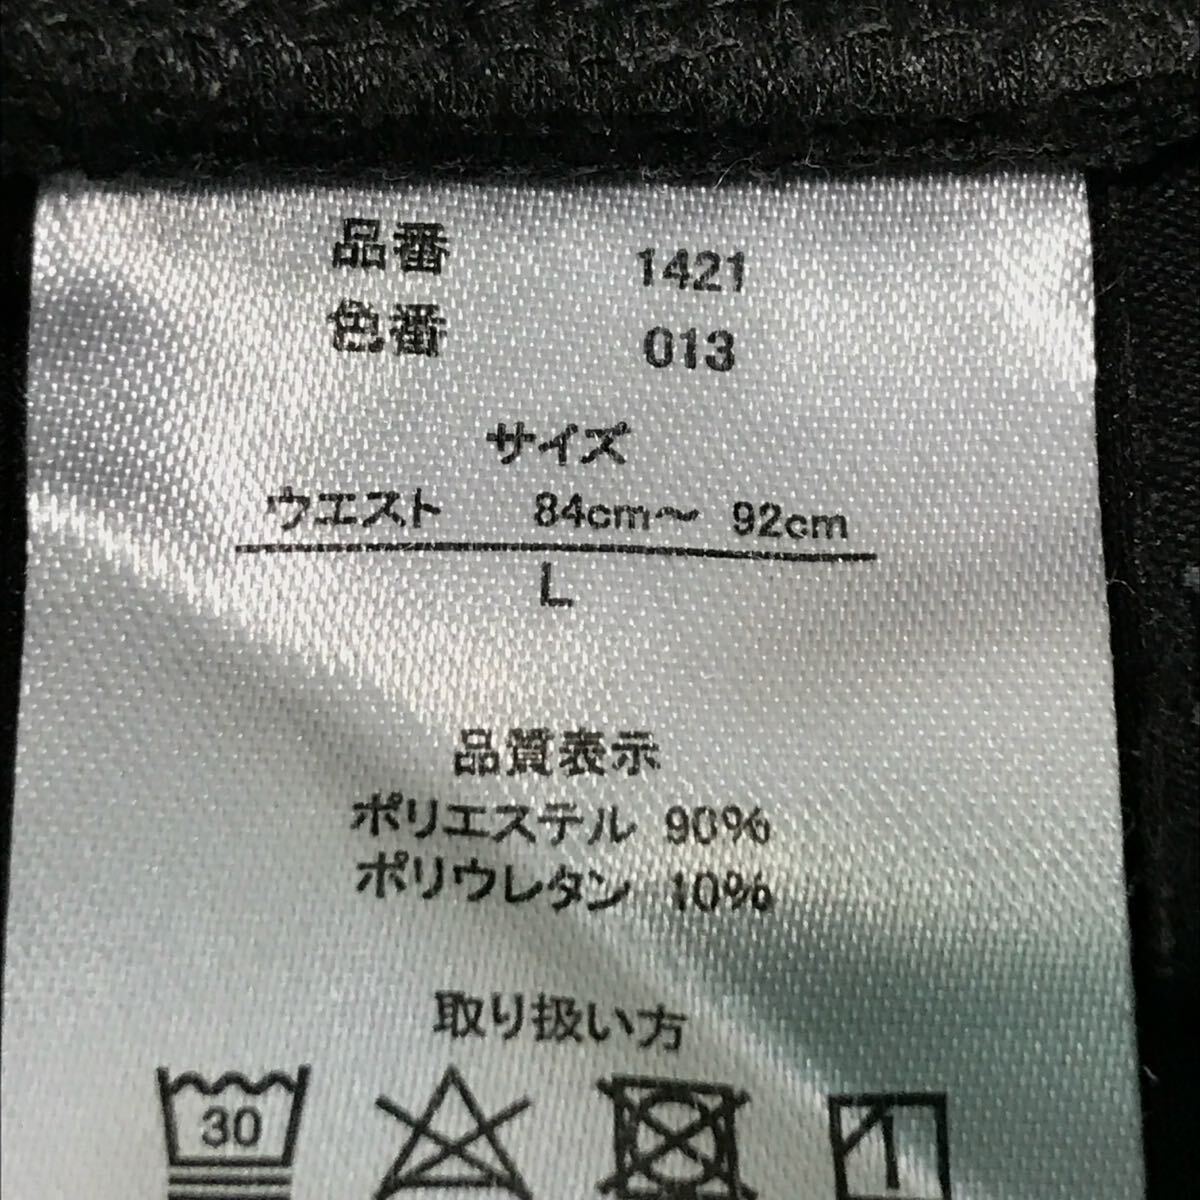 品番 1421
色番 013
サイズ
ウエスト 84cm～ 92cm
L
品質表示
ポリエステル 90%
ポリウレタン 10%
取り扱い方
30